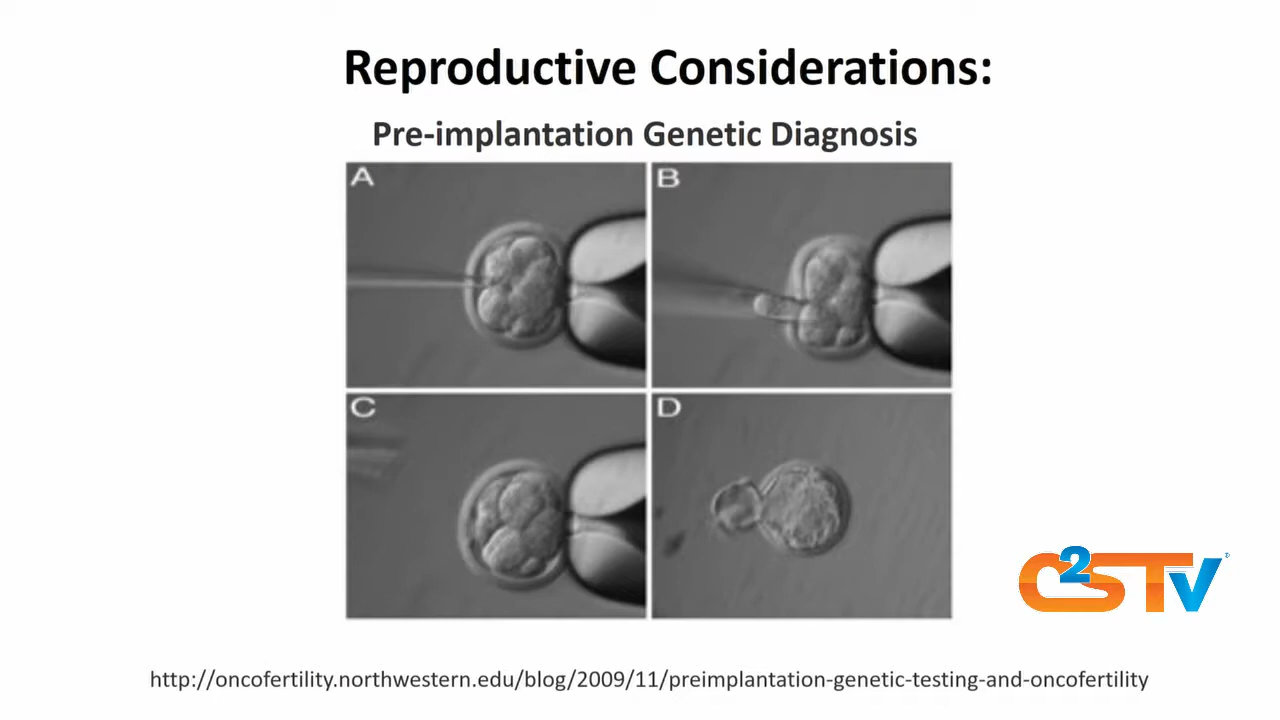 Reproductive Considerations:
Pre-implantation Genetic Diagnosis
A
B
C
D
C2STV®
http://oncofertility.northwestern.edu/blog/2009/11/preimplantation-genetic-testing-and-oncofertility